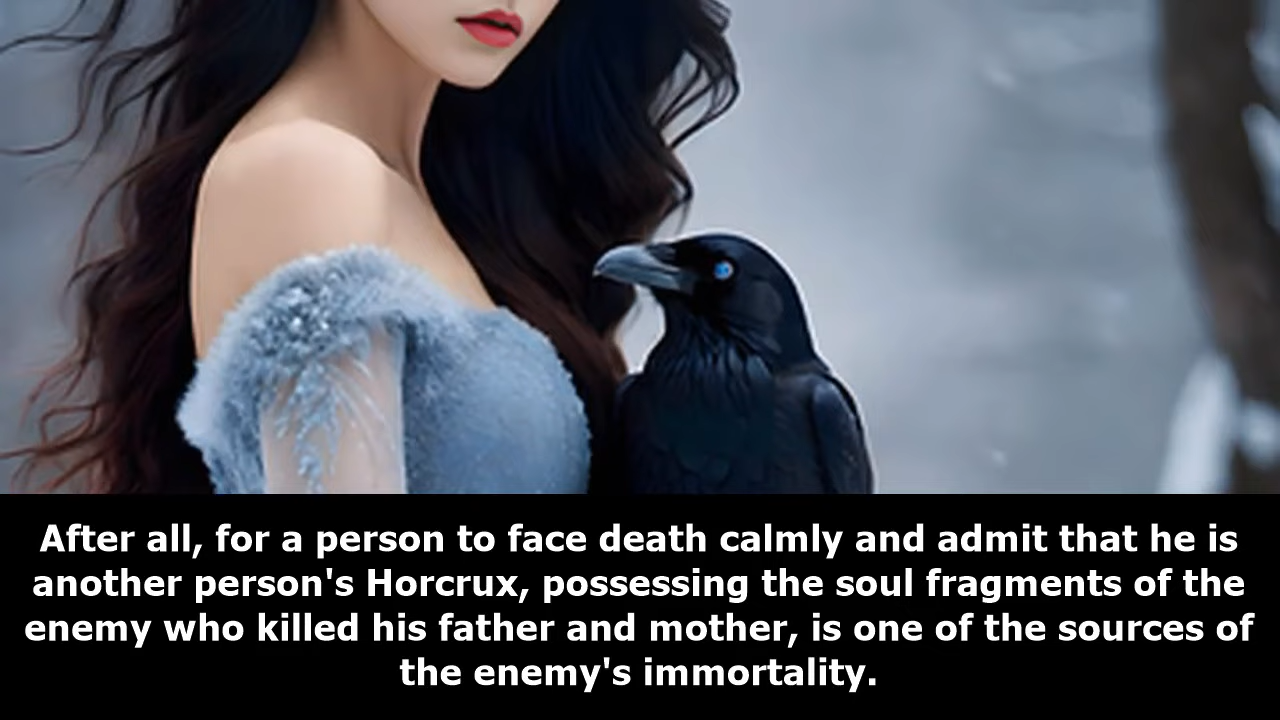 After all, for a person to face death calmly and admit that he is
another person's Horcrux, possessing the soul fragments of the
enemy who killed his father and mother, is one of the sources of
the enemy's immortality.